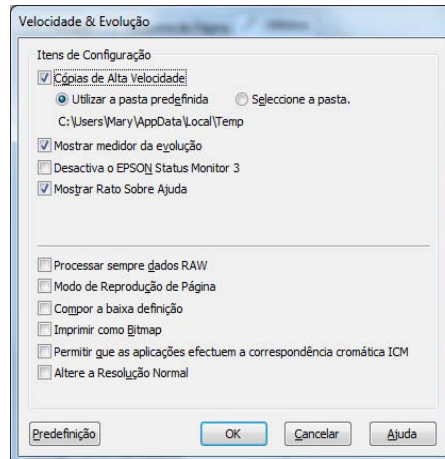 Velocidade & Evolução
Itens de Configuração
Cópias de Alta Velocidade
Utilizar a pasta predefinida Seleccione a pasta.
C:\Users\Mary\AppData\Local\Temp
Mostrar medidor da evolução
Desactiva o EPSON Status Monitor 3
Mostrar Rato Sobre Ajuda
Processar sempre dados RAW
Modo de Reprodução de Página
Compor a baixa definição
Imprimir como Bitmap
Permitir que as aplicações efectuem a correspondência cromática ICM
Altere a Resolução Normal
Predefinição OK Cancelar Ajuda